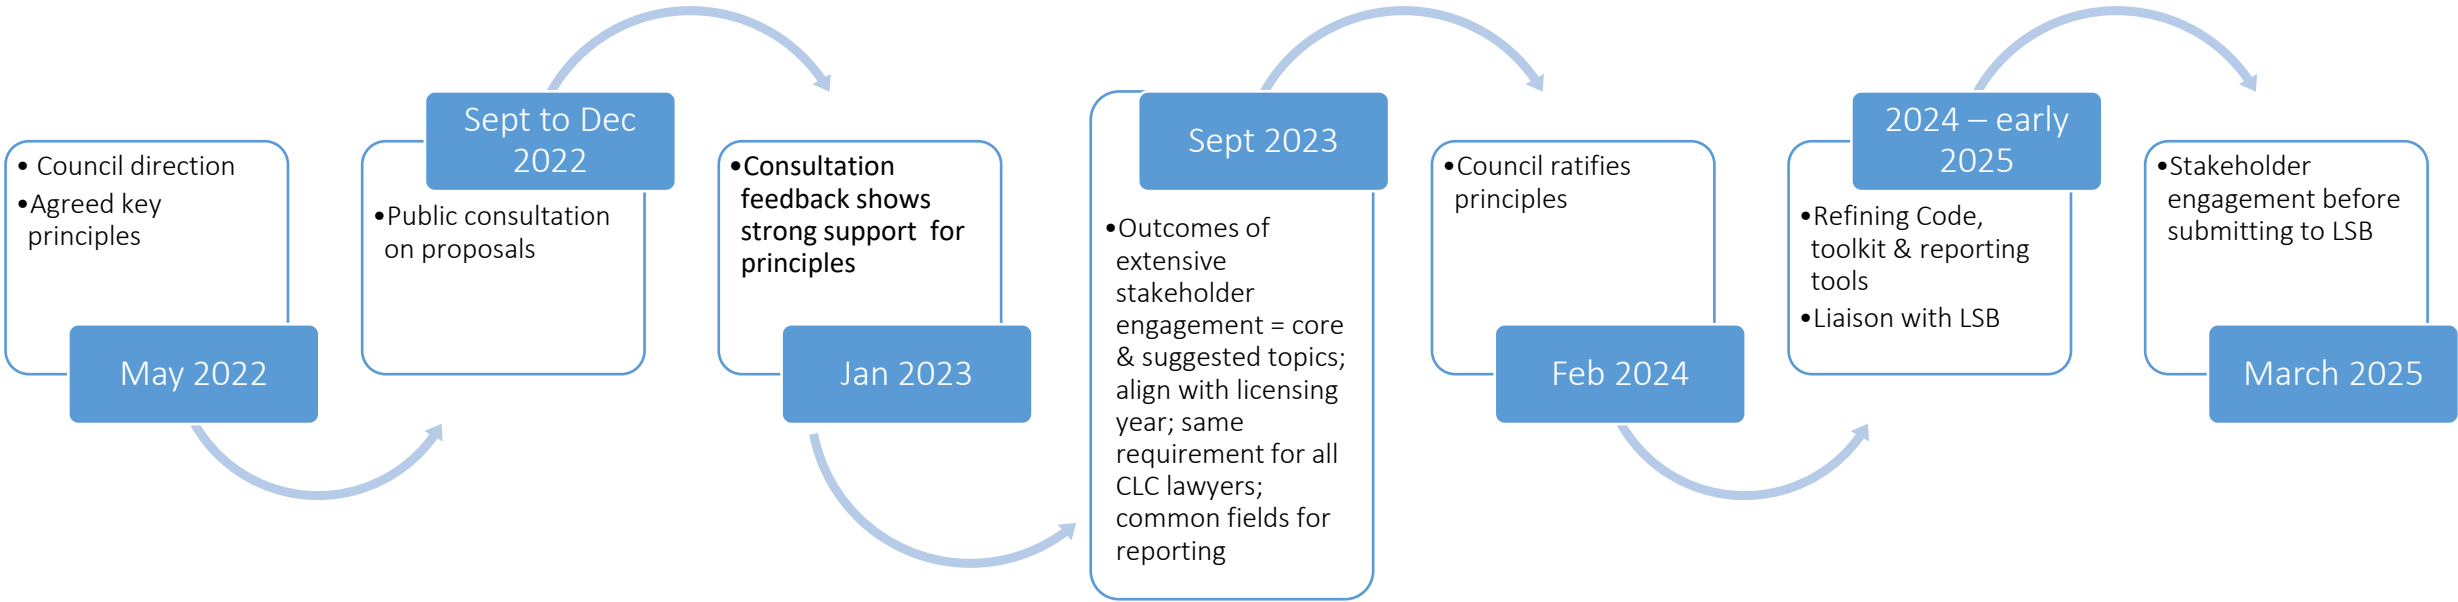 • Council direction
•Agreed key
principles
May 2022
Sept to Dec
2022
•Public consultation
on proposals
•Consultation
feedback shows
strong support  for
principles
Jan 2023
Sept 2023
•Outcomes of
extensive
stakeholder
engagement = core
& suggested topics;
align with licensing
year; same
requirement for all
CLC lawyers;
common fields for
reporting
•Council ratifies
principles
Feb 2024
2024 – early
2025
•Refining Code,
toolkit & reporting
tools
•Liaison with LSB
•Stakeholder
engagement before
submitting to LSB
March 2025